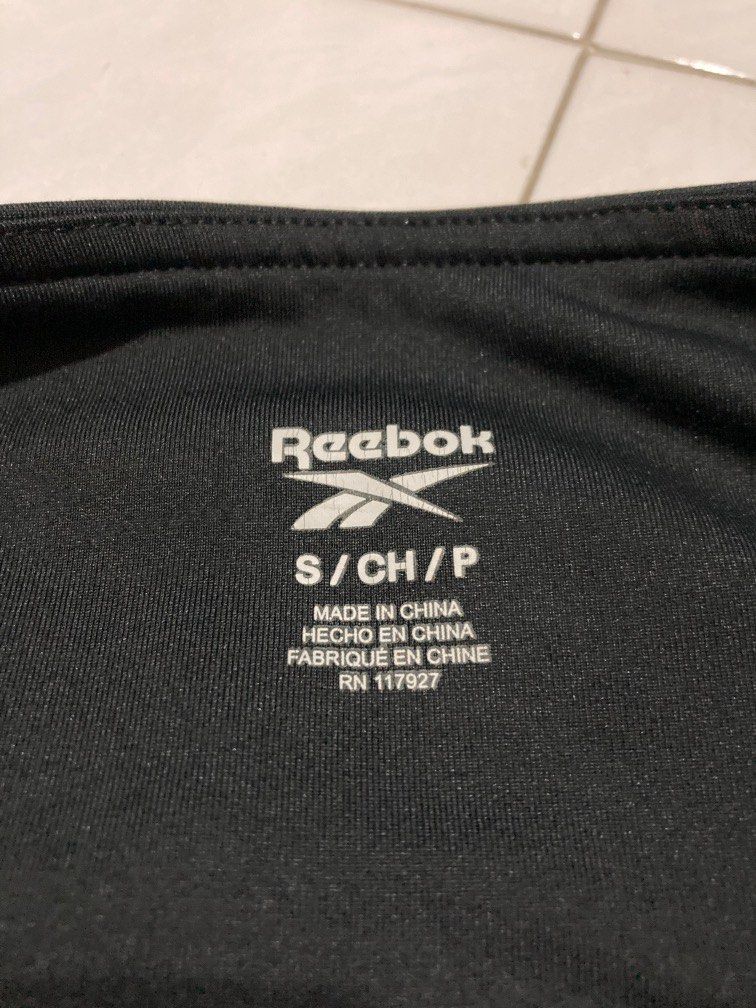 Reebok
S / CH / P
MADE IN CHINA
HECHO EN CHINA
FABRIQUÉ EN CHINE
RN 117927